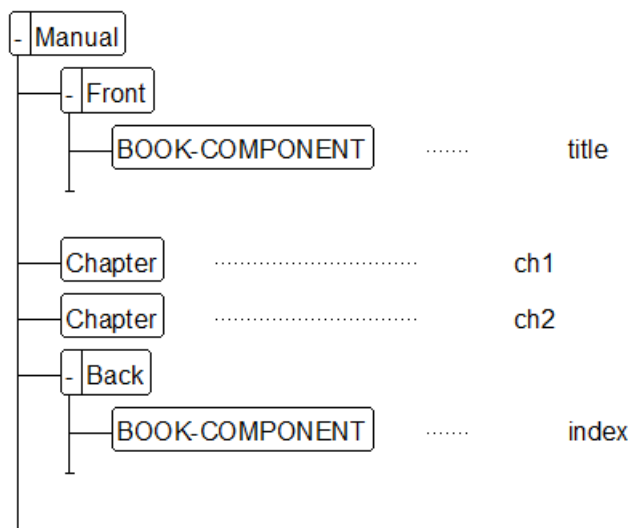 - Manual
- Front
BOOK-COMPONENT ....... title
Chapter ............................. ch1
Chapter ............................. ch2
- Back
BOOK-COMPONENT ....... index